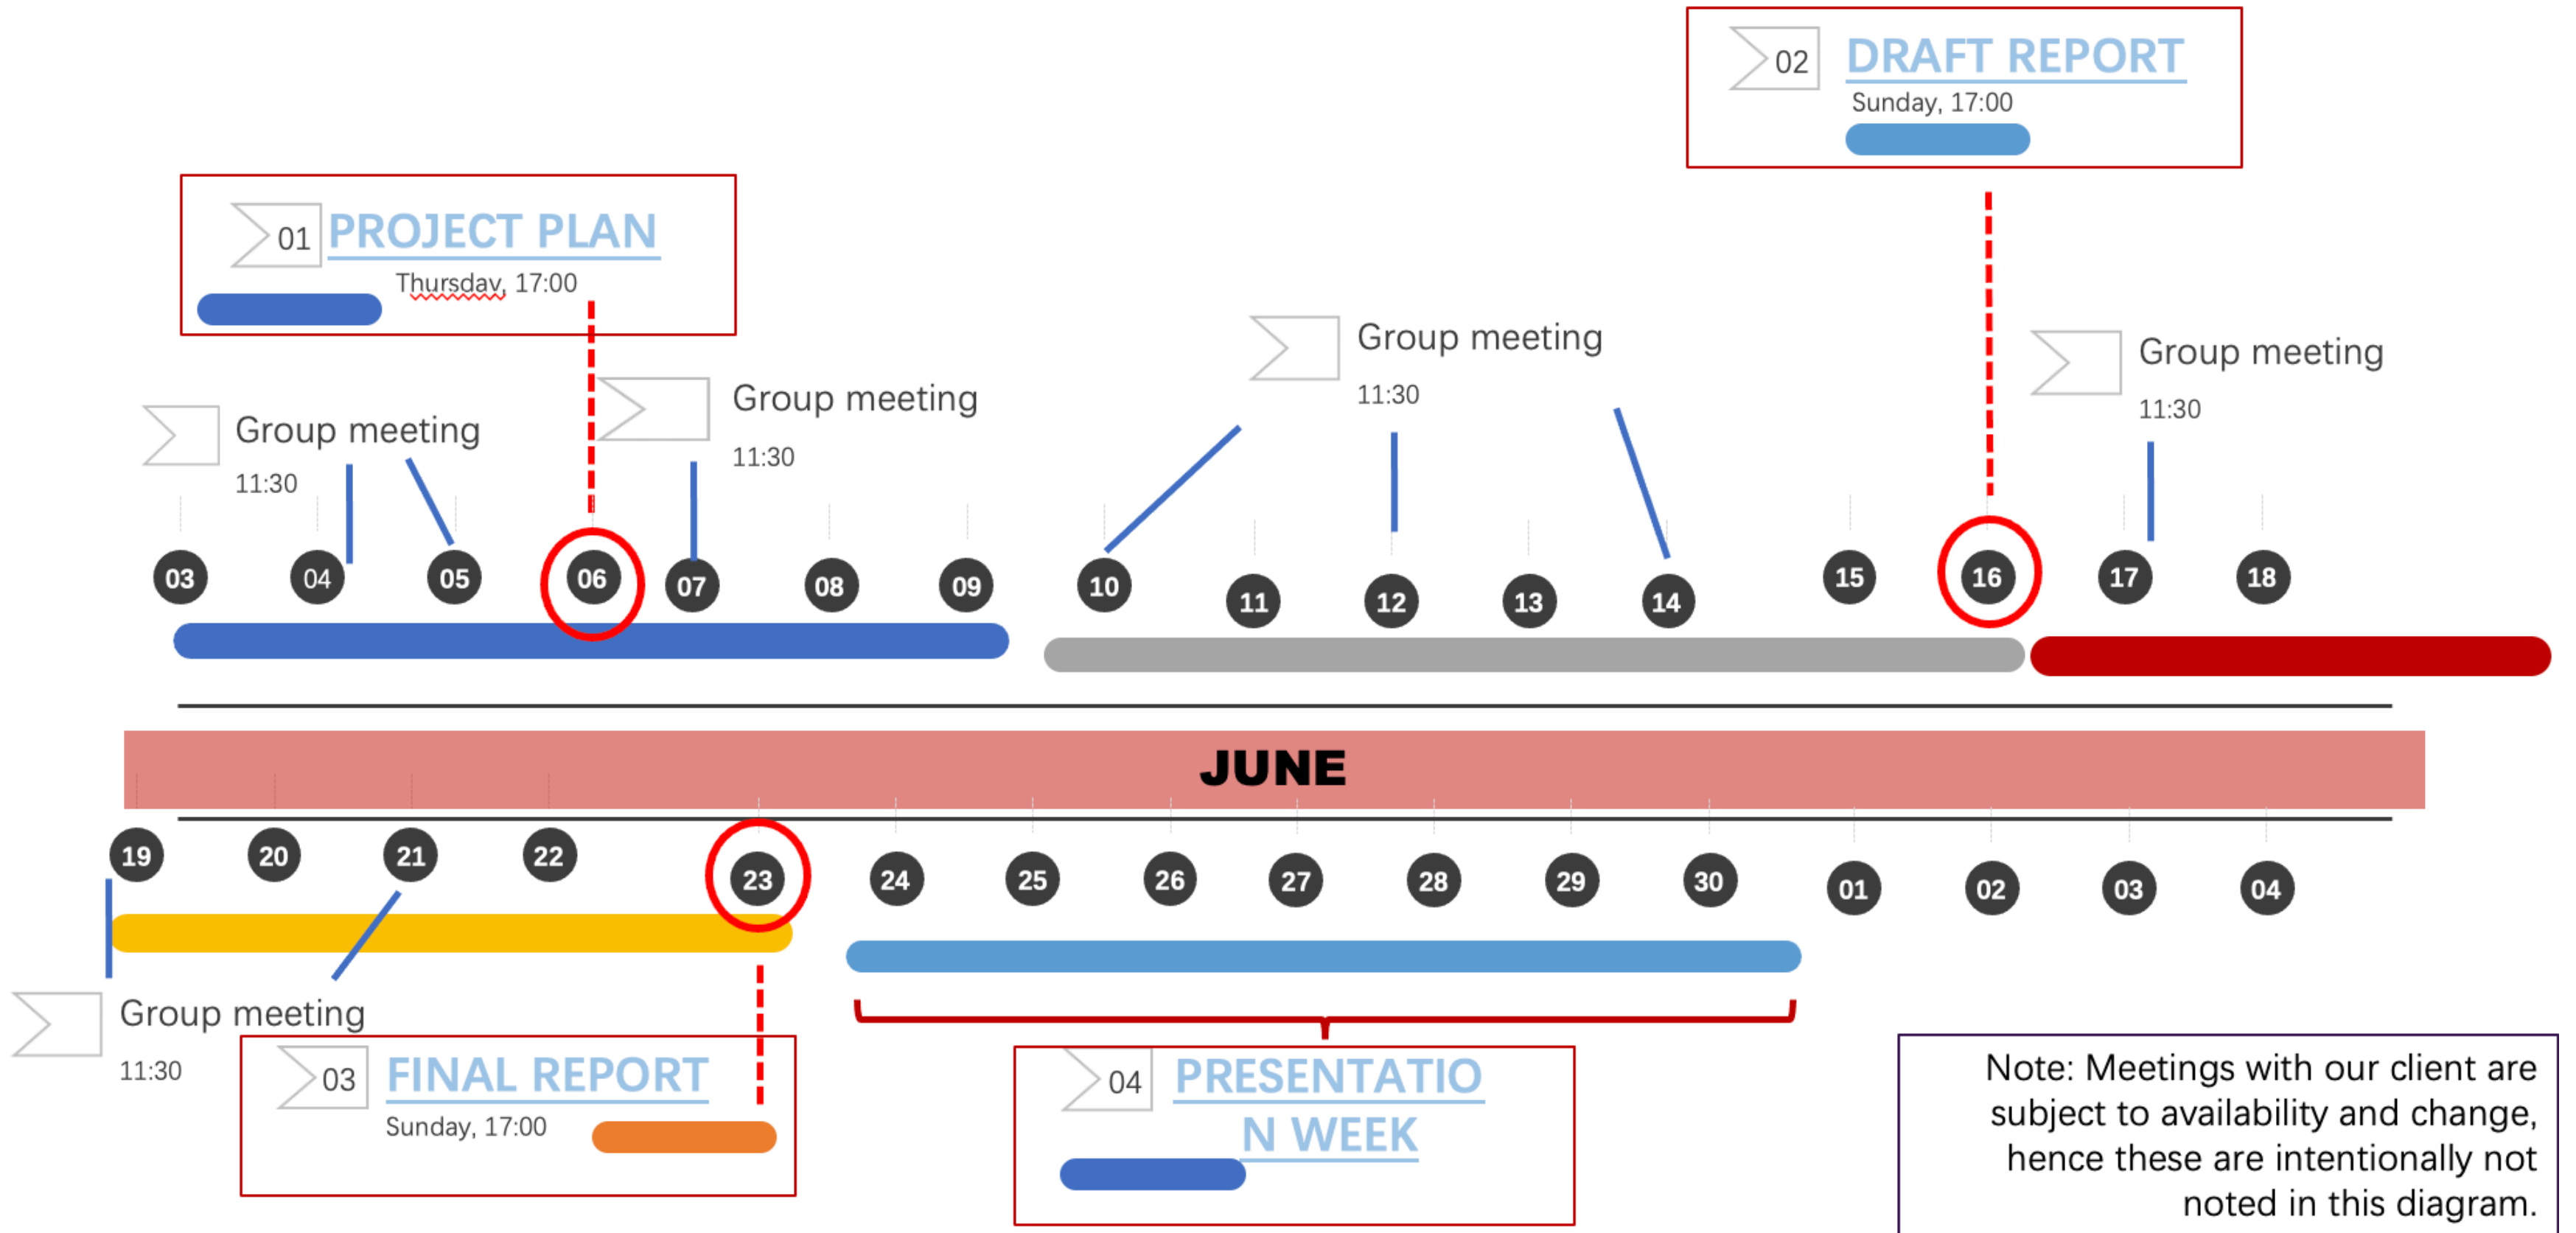 02
DRAFT REPORT
Sunday, 17:00
01
PROJECT PLAN
Thursday, 17:00
Group meeting
11:30
Group meeting
11:30
Group meeting
11:30
Group meeting
11:30
03 04 05 06 07 08 09 10 11 12 13 14 15 16 17 18
JUNE
19 20 21 22 23 24 25 26 27 28 29 30 01 02 03 04
Group meeting
11:30
03
FINAL REPORT
Sunday, 17:00
04
PRESENTATIO
N WEEK
Note: Meetings with our client are
subject to availability and change,
hence these are intentionally not
noted in this diagram.